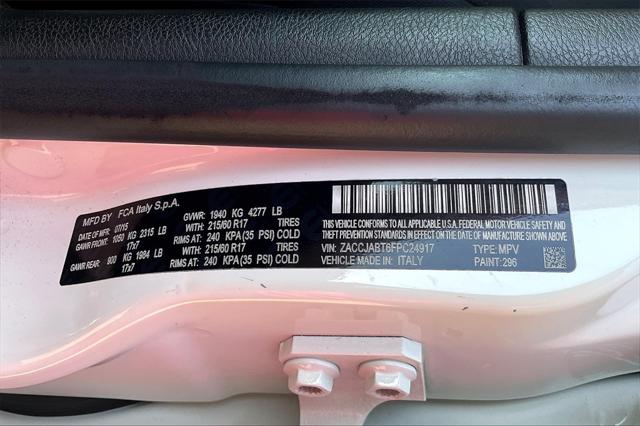 MFD BY FCA Italy S.p.A. GVWR: 1940 KG 4277 LB
DATE OF MFR: 07/15 WITH 215/60 R17 TIRES
GAWR FRONT: 1050 KG 2315 LB RIMS AT: 240 KPA (35 PSI) COLD
17x7 WITH 215/60 R17 TIRES
GAWR REAR: 900 KG 1984 LB RIMS AT: 240 KPA (35 PSI) COLD
17x7
THIS VEHICLE CONFORMS TO ALL APPLICABLE U.S.A. FEDERAL MOTOR VEHICLE SAFETY AND
THEFT PREVENTION STANDARDS IN EFFECT ON THE DATE OF MANUFACTURE SHOWN ABOVE
VIN: ZACCJABT6FPC24917 TYPE: MPV
VEHICLE MADE IN: ITALY PAINT: 296